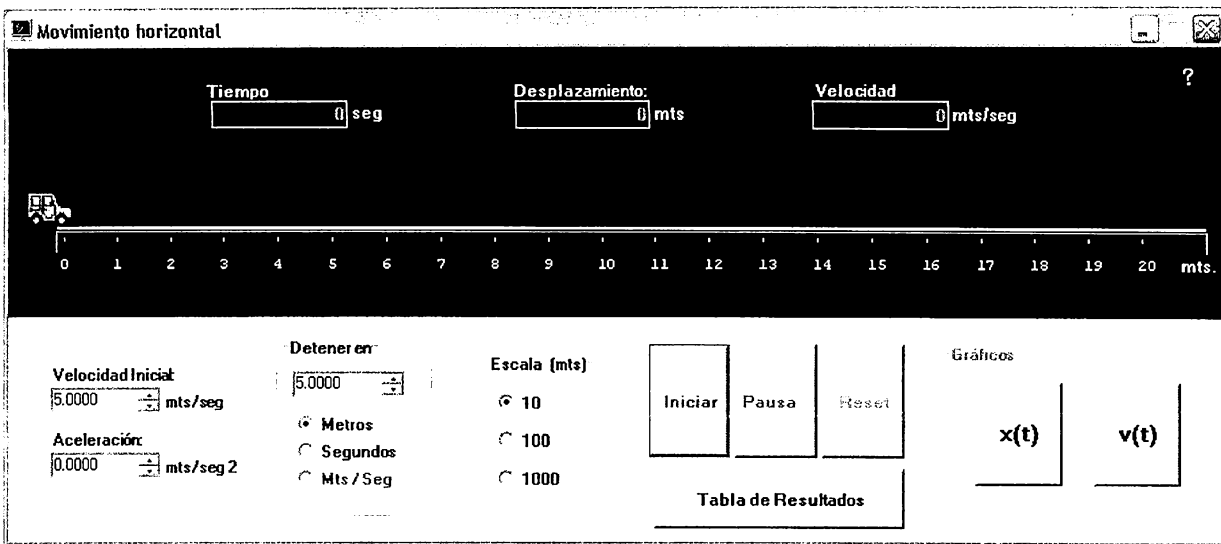 Movimiento horizontal
?
Tiempo Desplazamiento: Velocidad
0 seg 0 mts 0 mts/seg
0 1 2 3 4 5 6 7 8 9 10 11 12 13 14 15 16 17 18 19 20 mts.
Detener en
Velocidad Inicial:
5.0000 mts/seg
Aceleración:
0.0000 mts/seg 2
5.0000
Metros
Segundos
Mts / Seg
Escala (mts)
10
100
1000
Iniciar Pausa Reset
Tabla de Resultados
Gráficos
x(t) v(t)